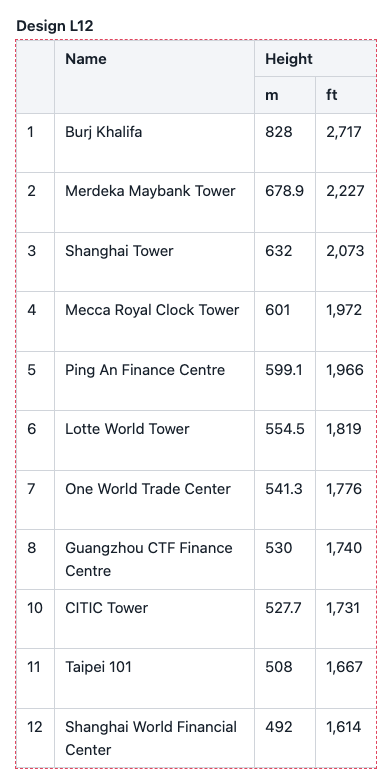 Design L12
Name Height
m ft
1 Burj Khalifa 828 2,717
2 Merdeka Maybank Tower 678.9 2,227
3 Shanghai Tower 632 2,073
4 Mecca Royal Clock Tower 601 1,972
5 Ping An Finance Centre 599.1 1,966
6 Lotte World Tower 554.5 1,819
7 One World Trade Center 541.3 1,776
8 Guangzhou CTF Finance 530 1,740
Centre
10 CITIC Tower 527.7 1,731
11 Taipei 101 508 1,667
12 Shanghai World Financial 492 1,614
Center